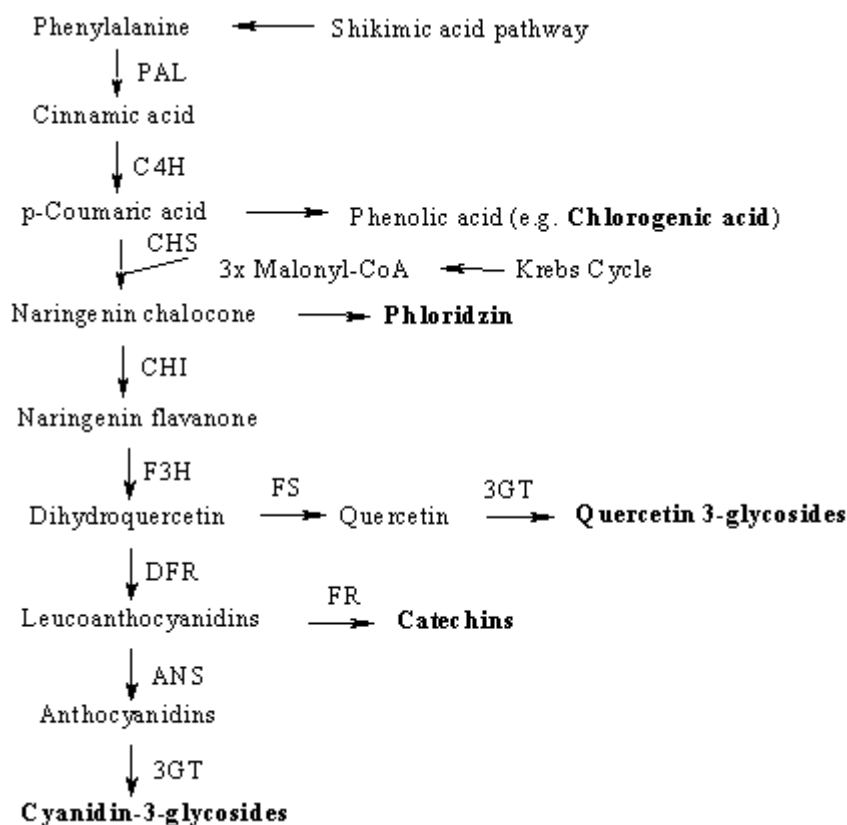 Phenylalanine Shikimic acid pathway
PAL
Cinnamic acid
C4H
p-Coumaric acid Phenolic acid (e.g. Chlorogenic acid)
CHS
3x Malonyl-CoA Krebs Cycle
Naringenin chalocone Phloridzin
CHI
Naringenin flavanone
F3H FS 3GT
Dihydroquercetin Quercetin Quercetin 3-glycosides
DFR FR
Leucoanthocyanidins Catechins
ANS
Anthocyanidins
3GT
Cyanidin-3-glycosides